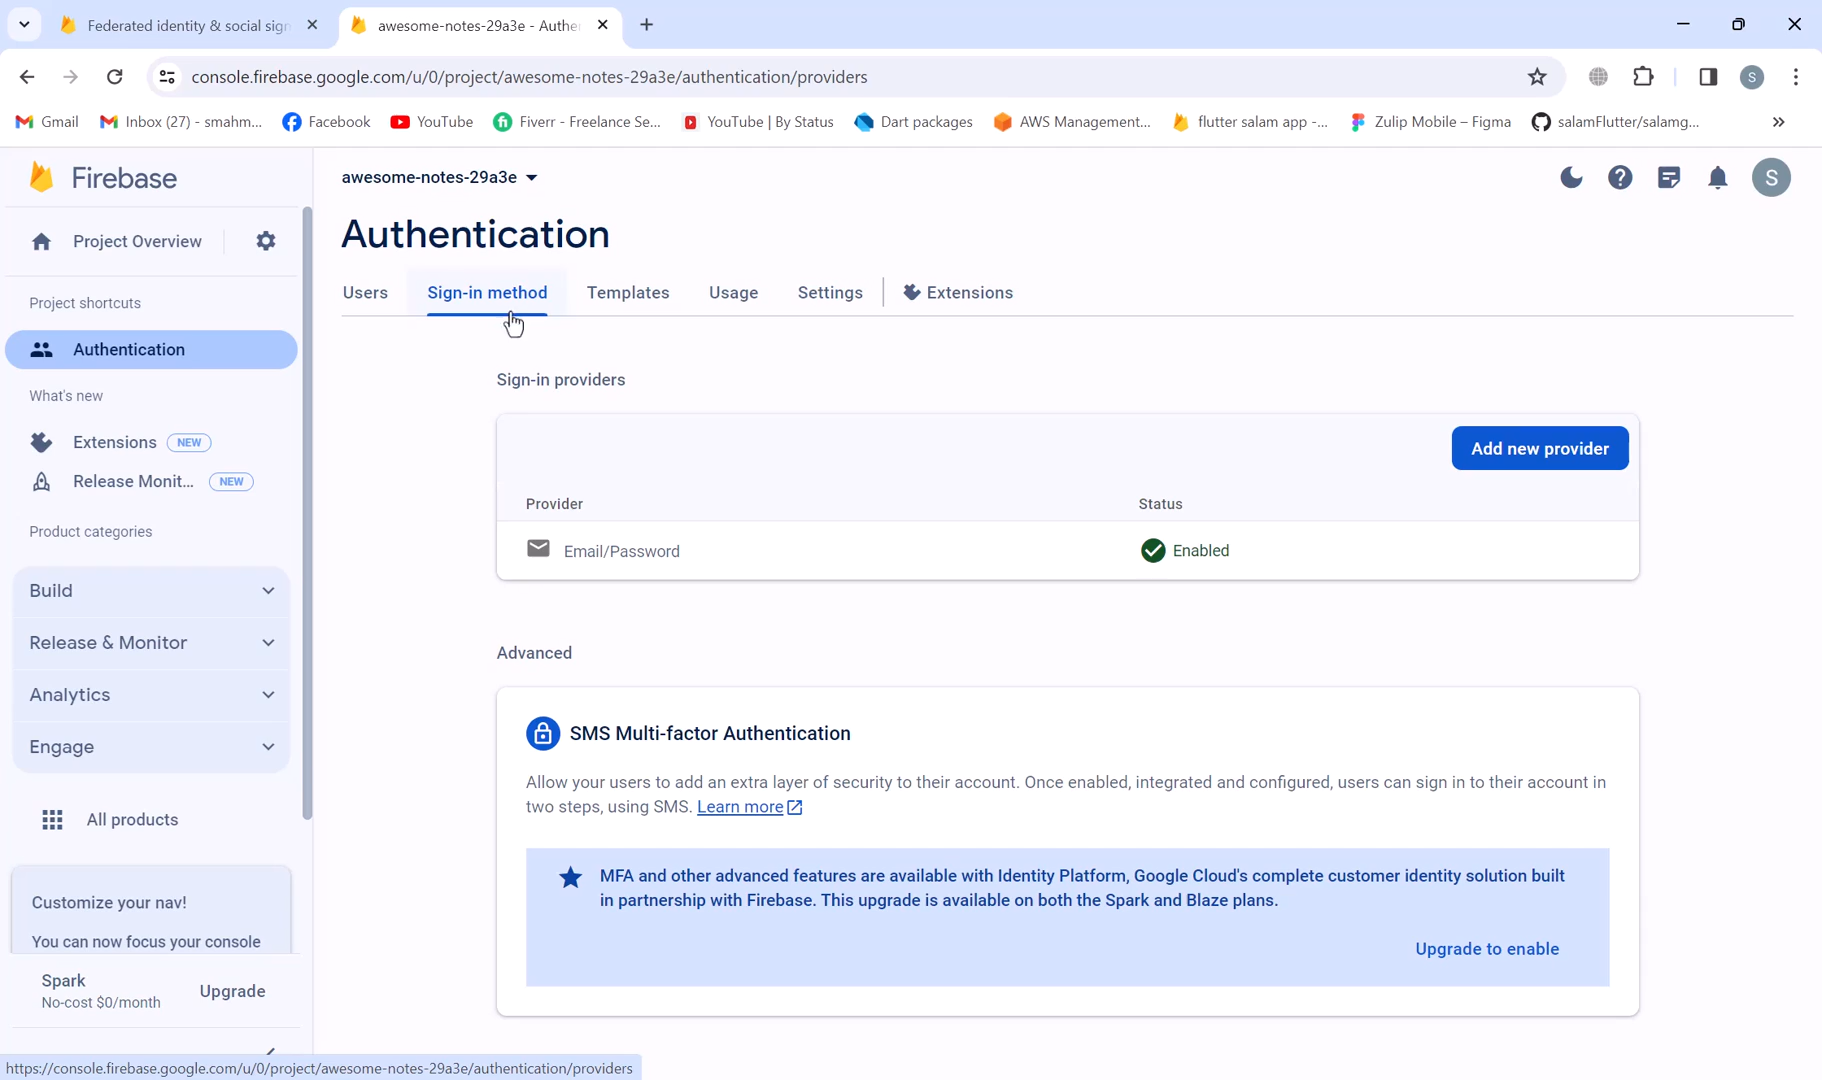 Federated identity & social sign
awesome-notes-29a3e - Authe
console.firebase.google.com/u/0/project/awesome-notes-29a3e/authentication/providers
S
Gmail
Inbox (27) - smahm...
Facebook
YouTube
Fiverr - Freelance Se...
YouTube | By Status
Dart packages
AWS Management...
flutter salam app -...
Zulip Mobile – Figma
salamFlutter/salamg...
Firebase
awesome-notes-29a3e
S
Project Overview
Authentication
Users
Sign-in method
Templates
Usage
Settings
Extensions
Project shortcuts
Authentication
What's new
Extensions NEW
Release Monit... NEW
Product categories
Build
Release & Monitor
Analytics
Engage
All products
Customize your nav!
You can now focus your console
Spark
No-cost $0/month
Upgrade
Sign-in providers
Add new provider
Provider
Status
Email/Password
Enabled
Advanced
SMS Multi-factor Authentication
Allow your users to add an extra layer of security to their account. Once enabled, integrated and configured, users can sign in to their account in
two steps, using SMS. Learn more
MFA and other advanced features are available with Identity Platform, Google Cloud's complete customer identity solution built
in partnership with Firebase. This upgrade is available on both the Spark and Blaze plans.
Upgrade to enable
https://console.firebase.google.com/u/0/project/awesome-notes-29a3e/authentication/providers